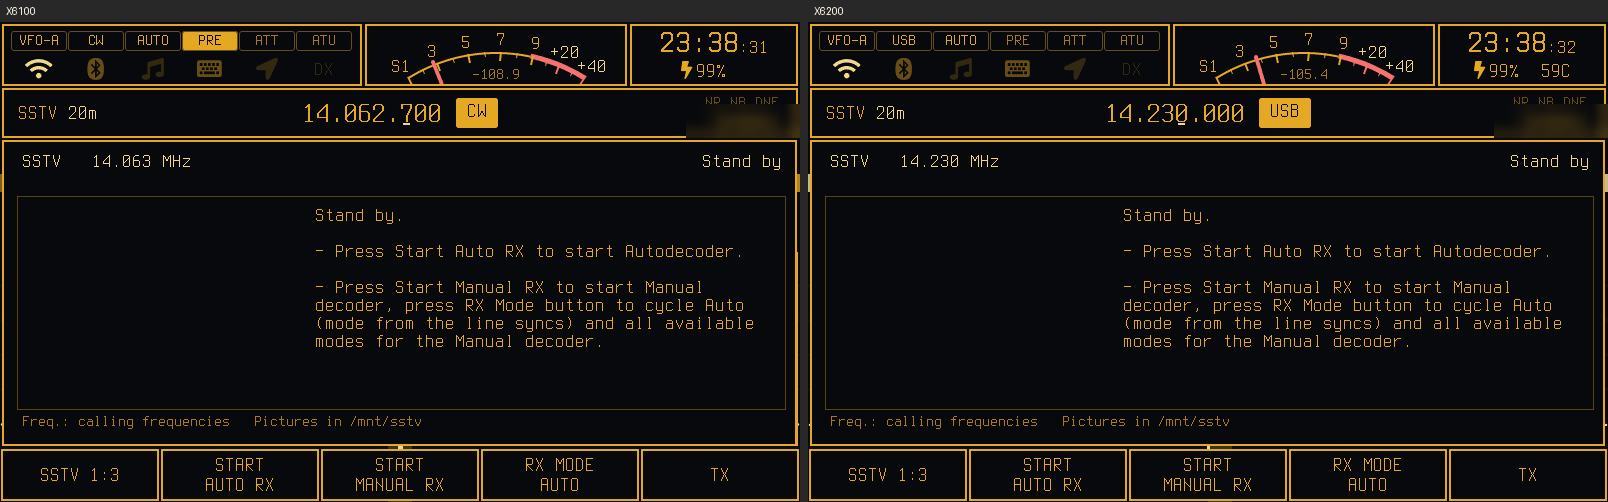 X6100
VFO-A CW AUTO PRE ATT ATU
DX
S1 3 5 7 9 +20 +40
-108.9
23:38:31
99%
SSTV 20m
14.062.700 CW
NR NB DNF
SSTV 14.063 MHz
Stand by
Stand by.
- Press Start Auto RX to start Autodecoder.
- Press Start Manual RX to start Manual
decoder, press RX Mode button to cycle Auto
(mode from the line syncs) and all available
modes for the Manual decoder.
Freq.: calling frequencies Pictures in /mnt/sstv
SSTV 1:3
START
AUTO RX
START
MANUAL RX
RX MODE
AUTO
TX
X6200
VFO-A USB AUTO PRE ATT ATU
DX
S1 3 5 7 9 +20 +40
-105.4
23:38:32
99% 59C
SSTV 20m
14.230.000 USB
NR NB DNF
SSTV 14.230 MHz
Stand by
Stand by.
- Press Start Auto RX to start Autodecoder.
- Press Start Manual RX to start Manual
decoder, press RX Mode button to cycle Auto
(mode from the line syncs) and all available
modes for the Manual decoder.
Freq.: calling frequencies Pictures in /mnt/sstv
SSTV 1:3
START
AUTO RX
START
MANUAL RX
RX MODE
AUTO
TX